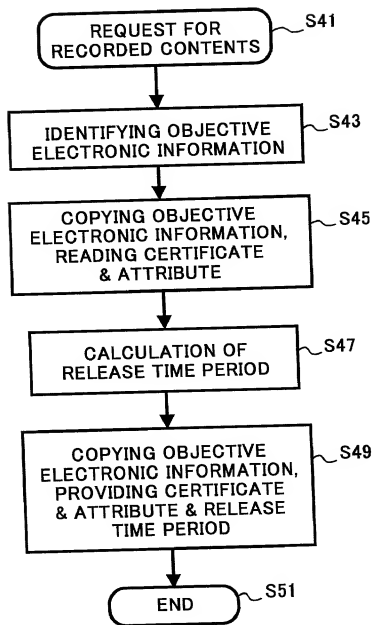 REQUEST FOR
RECORDED CONTENTS
S41
IDENTIFYING OBJECTIVE
ELECTRONIC INFORMATION
S43
COPYING OBJECTIVE
ELECTRONIC INFORMATION,
READING CERTIFICATE
& ATTRIBUTE
S45
CALCULATION OF
RELEASE TIME PERIOD
S47
COPYING OBJECTIVE
ELECTRONIC INFORMATION,
PROVIDING CERTIFICATE
& ATTRIBUTE & RELEASE
TIME PERIOD
S49
END
S51